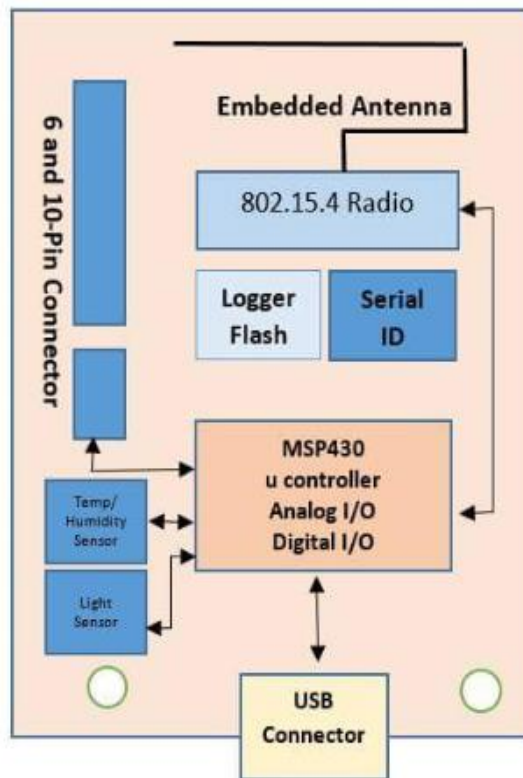 Embedded Antenna
6 and 10-Pin Connector
802.15.4 Radio
Logger
Flash
Serial
ID
MSP430
u controller
Analog I/O
Digital I/O
Temp/
Humidity
Sensor
Light
Sensor
USB
Connector